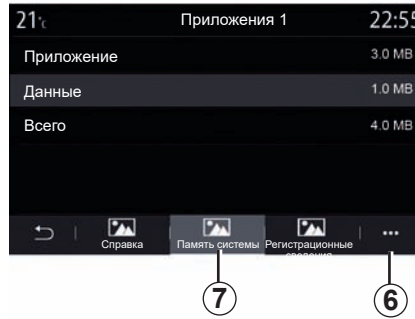 21°c Приложения 1 22:55
Приложение 3.0 MB
Данные 1.0 MB
Всего 4.0 MB
Справка Память системы Регистрационные
сведения
7 6